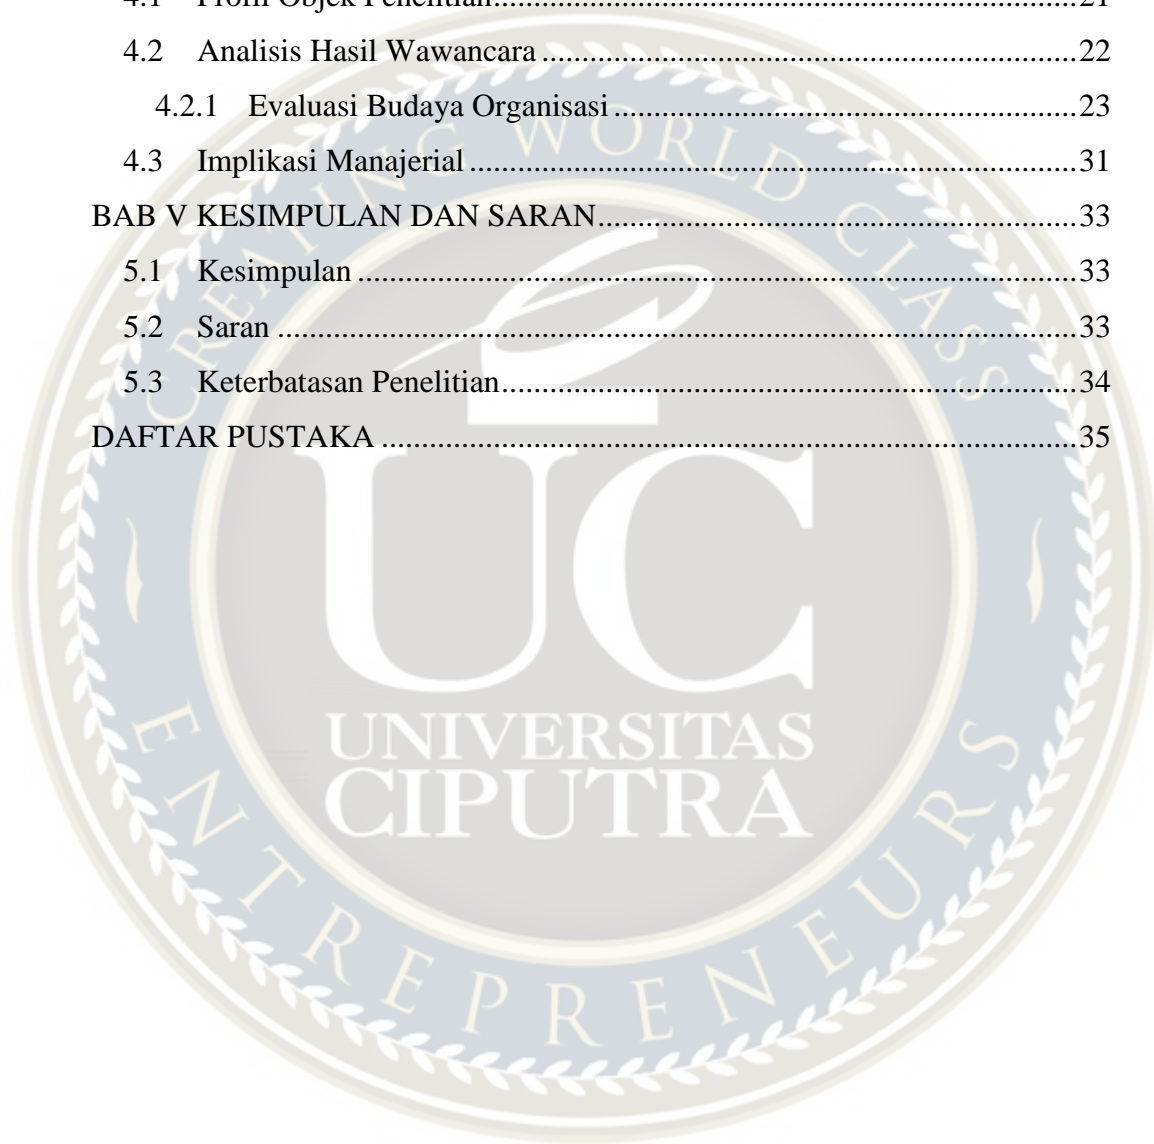 4.1 Profil Objek Penelitian 21
4.2 Analisis Hasil Wawancara 22
4.2.1 Evaluasi Budaya Organisasi 23
4.3 Implikasi Manajerial 31
BAB V KESIMPULAN DAN SARAN 33
5.1 Kesimpulan 33
5.2 Saran 33
5.3 Keterbatasan Penelitian 34
DAFTAR PUSTAKA 35
CREATING WORLD CLASS
UC
UNIVERSITAS
CIPUTRA
ENTREPRENEURS